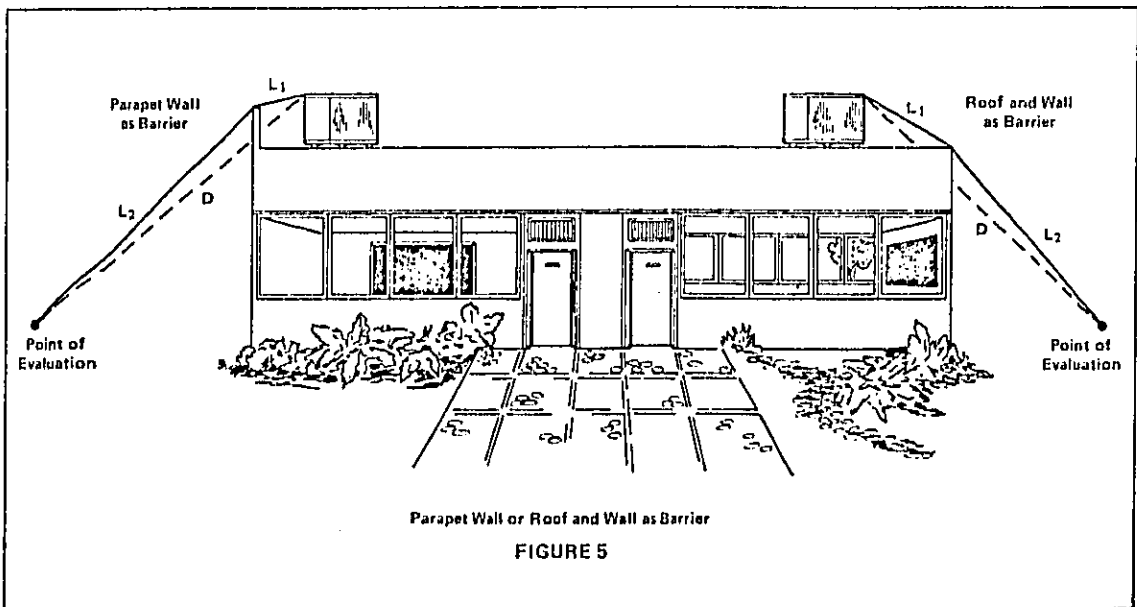 L₁
Parapet Wall
as Barrier
L₂
D
Point of
Evaluation
L₁
Roof and Wall
as Barrier
D
L₂
Point of
Evaluation
Parapet Wall or Roof and Wall as Barrier
FIGURE 5